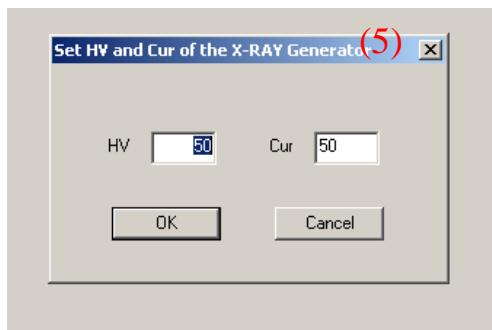 Set HV and Cur of the X-RAY Generator (5)
HV 50 Cur 50
OK Cancel